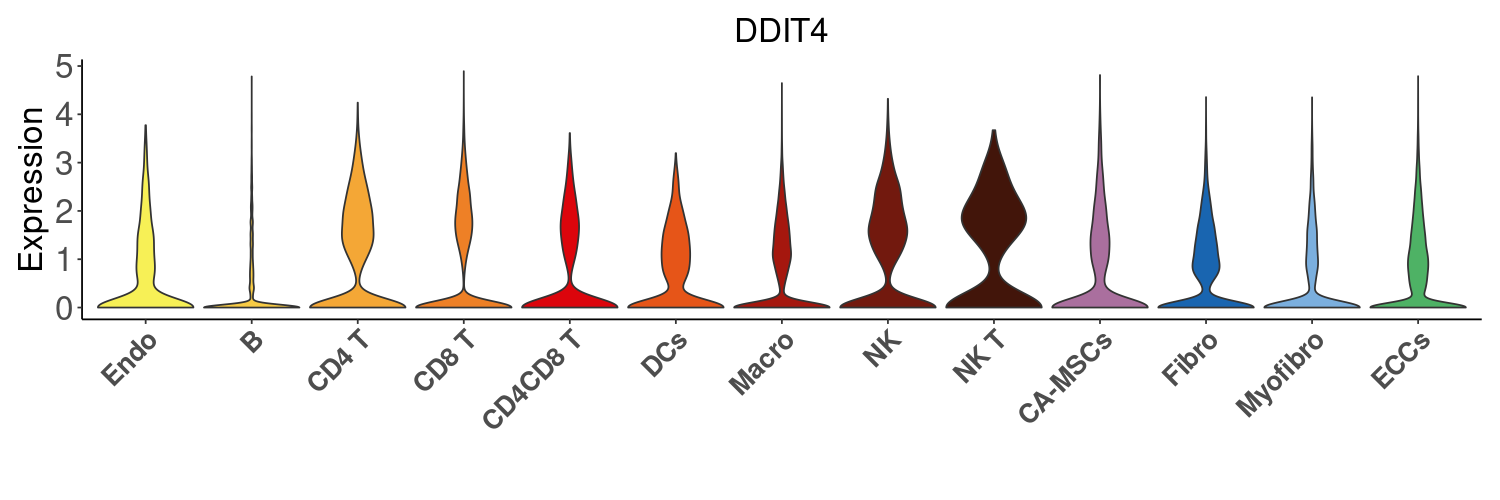 DDIT4
Expression
5
4
3
2
1
0
Endo
B
CD4 T
CD8 T
CD4CD8 T
DCs
Macro
NK
NK T
CA-MSCs
Fibro
Myofibro
ECCs